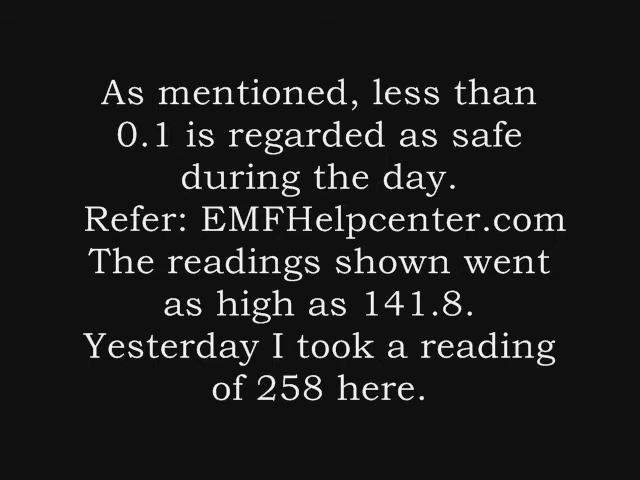 As mentioned, less than
0.1 is regarded as safe
during the day.
Refer: EMFHelpcenter.com
The readings shown went
as high as 141.8.
Yesterday I took a reading
of 258 here.